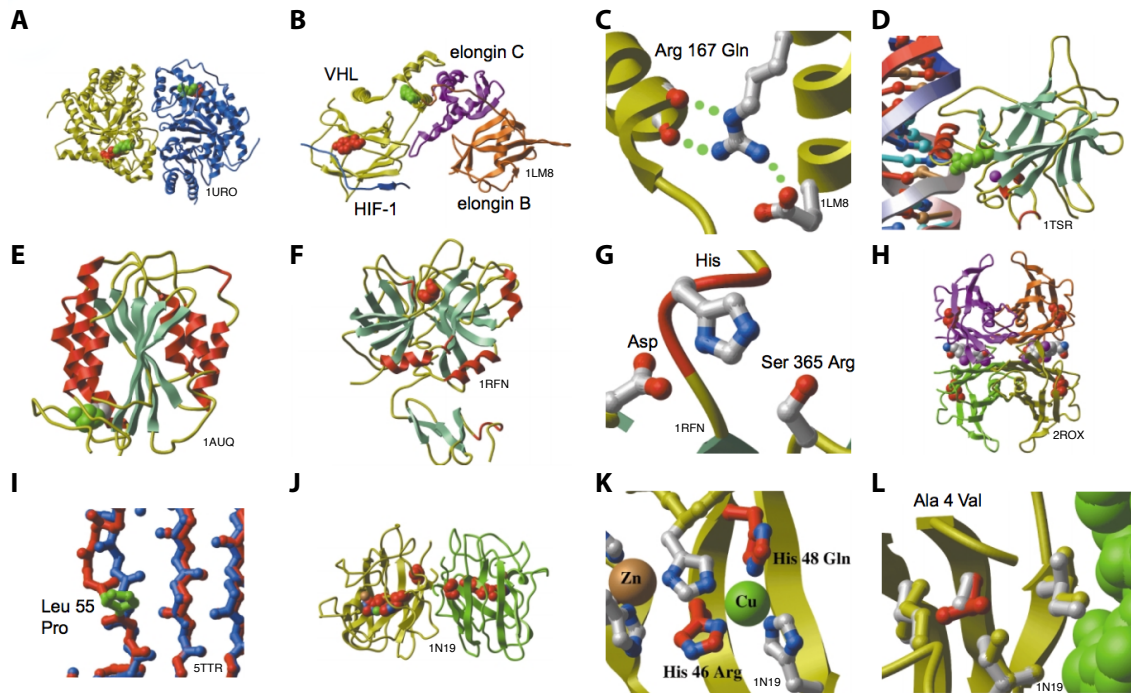 A
B
C
D
elongin C
VHL
Arg 167 Gln
1URO
1LM8
HIF-1
elongin B
1LM8
1TSR
E
F
G
H
His
Asp
Ser 365 Arg
1AUQ
1RFN
1RFN
2ROX
I
J
K
L
Ala 4 Val
His 48 Gln
Zn
Cu
Leu 55
Pro
5TTR
1N19
His 46 Arg
1N19
1N19